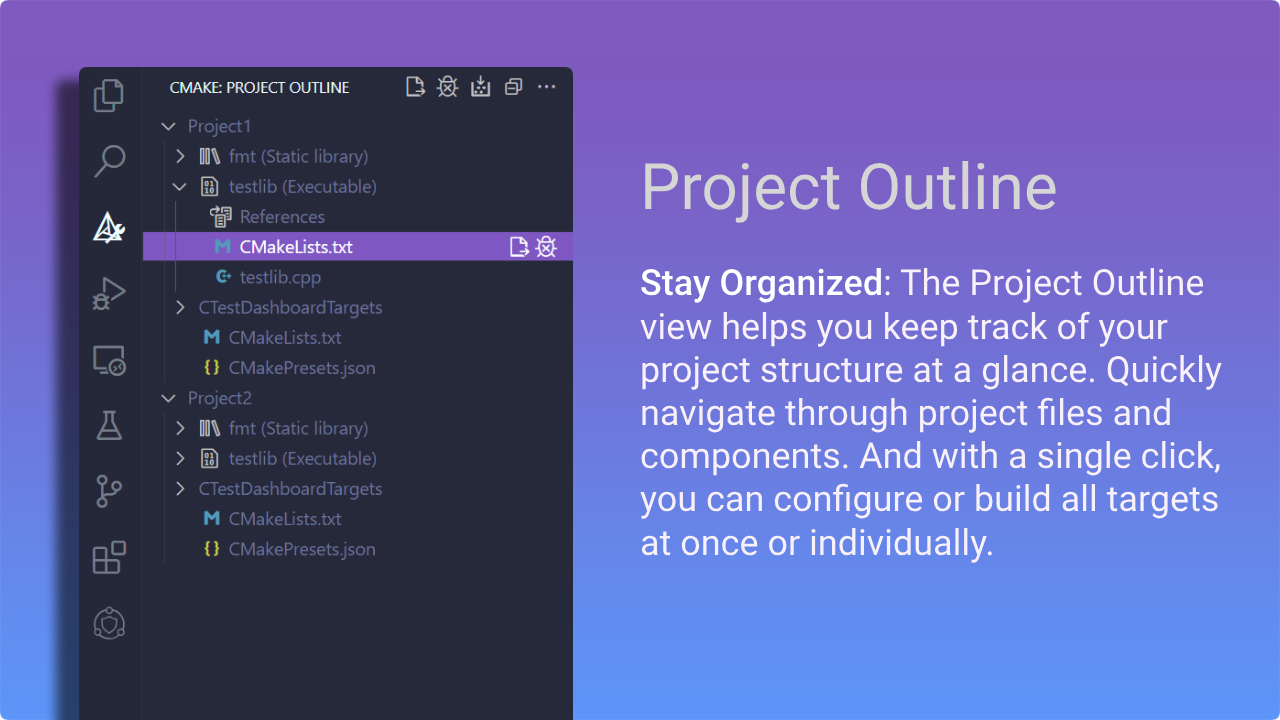 CMAKE: PROJECT OUTLINE
Project1
fmt (Static library)
testlib (Executable)
References
CMakeLists.txt
testlib.cpp
CTestDashboardTargets
CMakeLists.txt
CMakePresets.json
Project2
fmt (Static library)
testlib (Executable)
CTestDashboardTargets
CMakeLists.txt
CMakePresets.json
Project Outline
Stay Organized: The Project Outline
view helps you keep track of your
project structure at a glance. Quickly
navigate through project files and
components. And with a single click,
you can configure or build all targets
at once or individually.